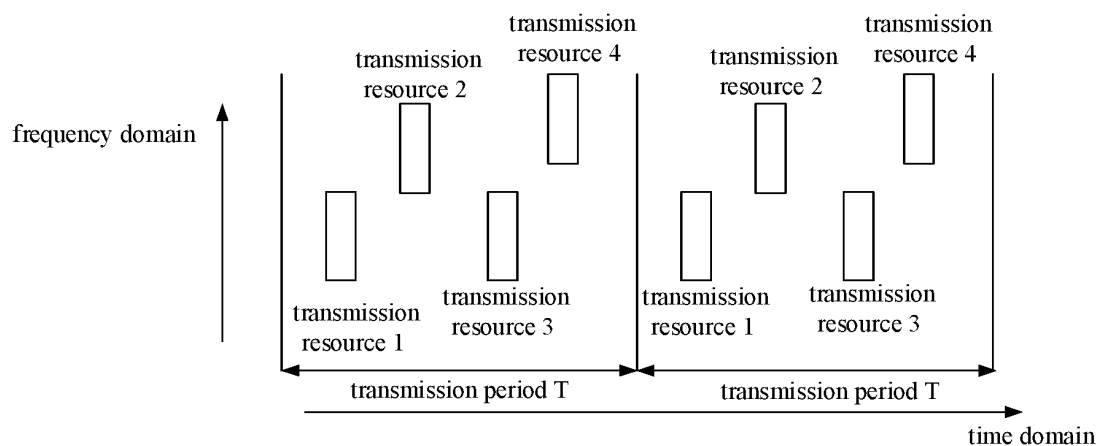 transmission
resource 4
transmission
resource 4
transmission
resource 2
transmission
resource 2
frequency domain
transmission
resource 1
transmission
resource 3
transmission
resource 1
transmission
resource 3
transmission period T
transmission period T
time domain